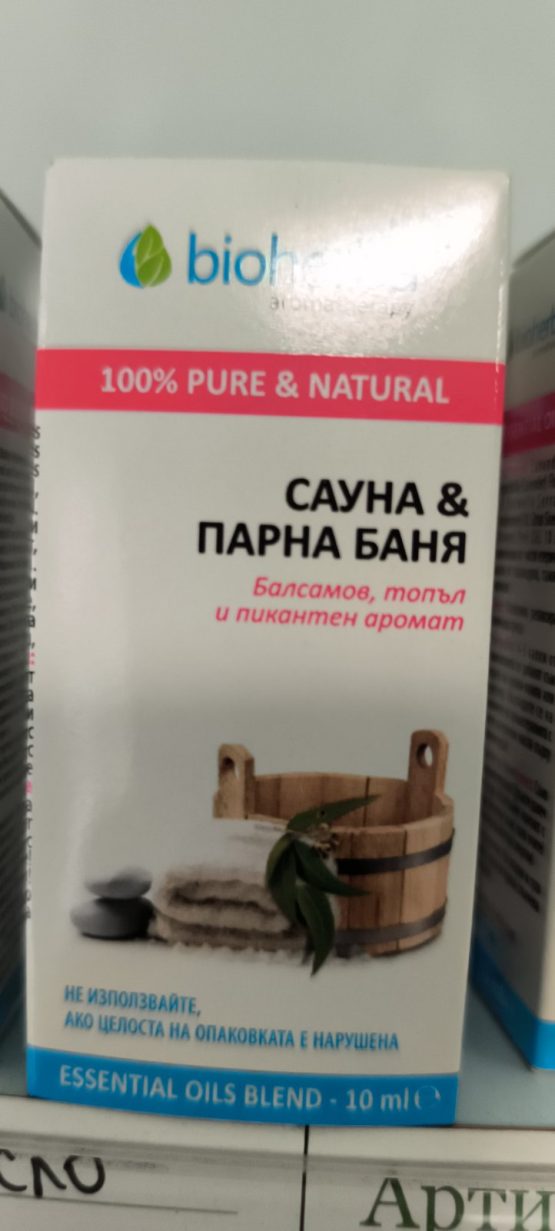 aromatherapy
100% PURE & NATURAL
САУНА &
ПАРНА БАНЯ
Балсамов, топъл
и пикантен аромат
НЕ ИЗПОЛЗВАЙТЕ,
АКО ЦЕЛОСТА НА ОПАКОВКАТА Е НАРУШЕНА
ESSENTIAL OILS BLEND - 10 ml